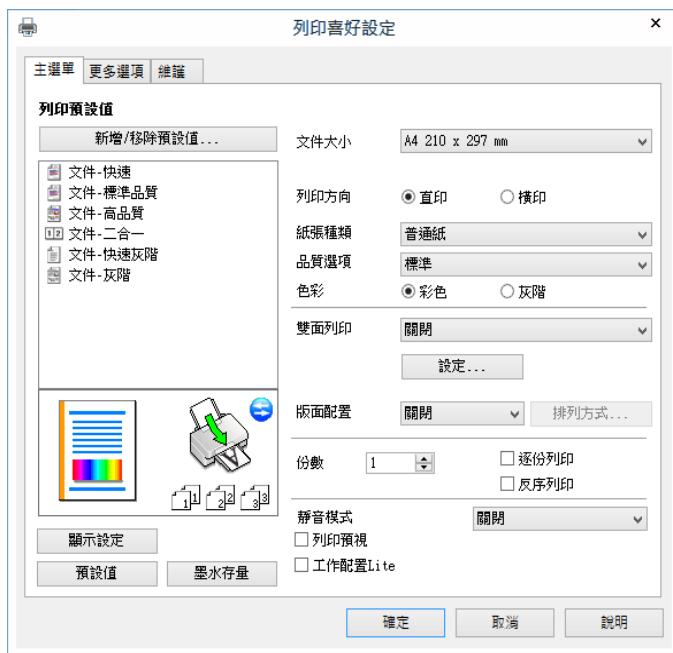 列印喜好設定
主選單 更多選項 維護
列印預設值
新增/移除預設值...
文件-快速
文件-標準品質
文件-高品質
文件-二合一
文件-快速灰階
文件-灰階
1 1 2 2 3 3
顯示設定
預設值 墨水存量
文件大小 A4 210 x 297 mm
列印方向 直印 橫印
紙張種類 普通紙
品質選項 標準
色彩 彩色 灰階
雙面列印 關閉
設定...
版面配置 關閉 排列方式...
份數 1 逐份列印
反序列印
靜音模式 關閉
列印預視
工作配置Lite
確定 取消 說明